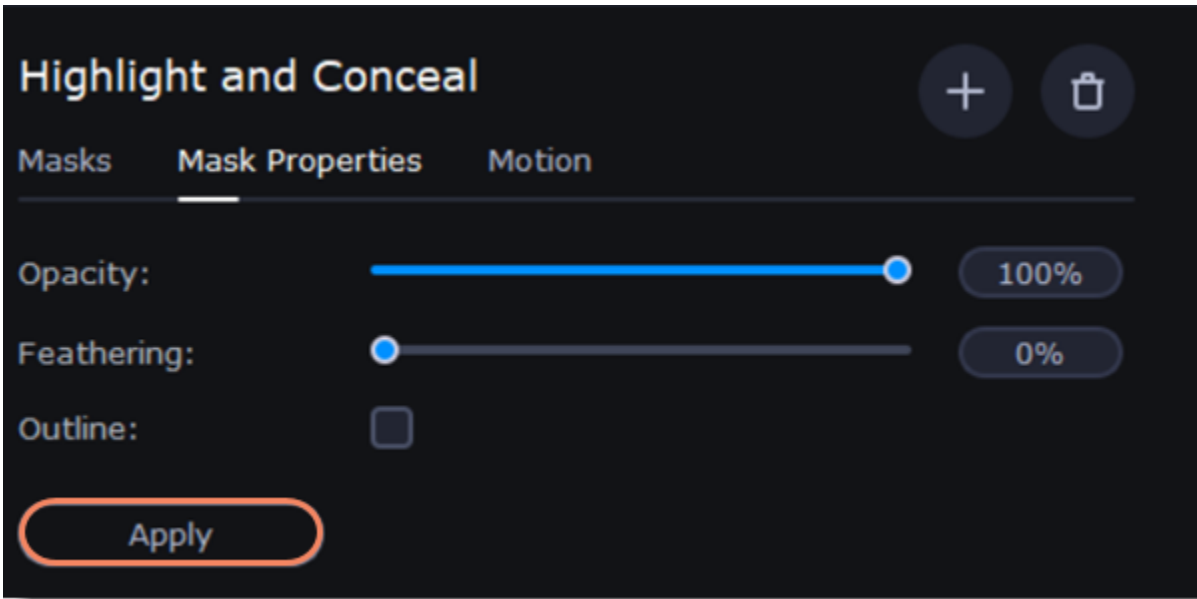 Highlight and Conceal
Masks Mask Properties Motion
Opacity: 100%
Feathering: 0%
Outline:
Apply